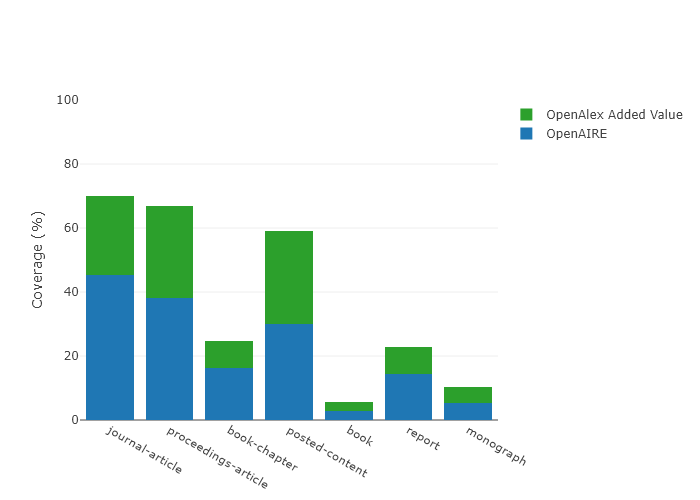 100
80
60
40
20
0
Coverage (%)
OpenAlex Added Value
OpenAIRE
journal-article
proceedings-article
book-chapter
posted-content
book
report
monograph